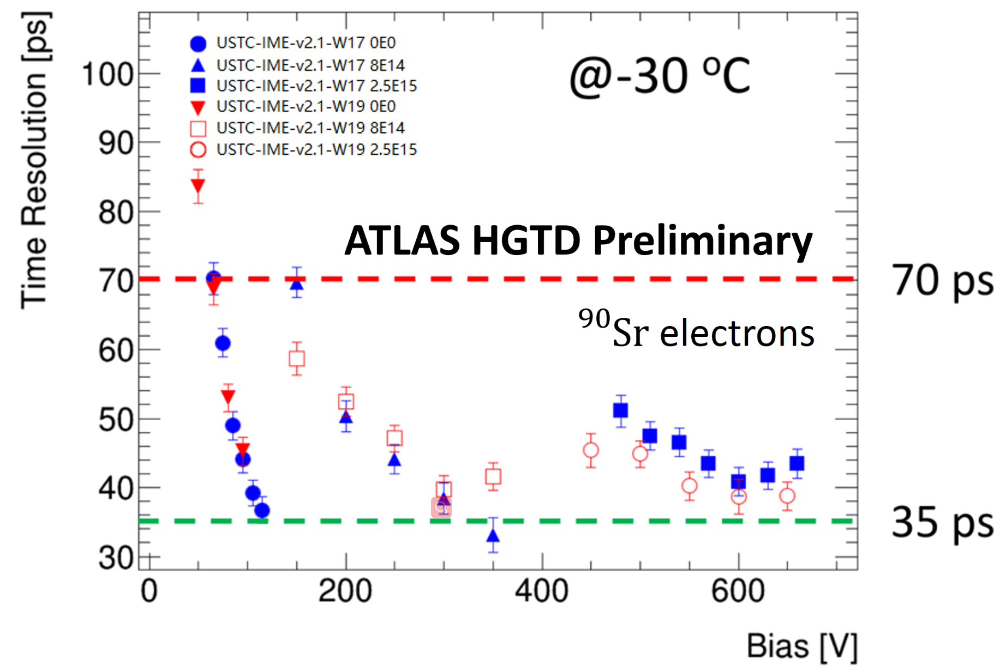 Time Resolution [ps]
USTC-IME-v2.1-W17 0E0
USTC-IME-v2.1-W17 8E14
USTC-IME-v2.1-W17 2.5E15
USTC-IME-v2.1-W19 0E0
USTC-IME-v2.1-W19 8E14
USTC-IME-v2.1-W19 2.5E15
@-30 ºC
100
90
80
ATLAS HGTD Preliminary
70
70 ps
⁹⁰Sr electrons
60
50
40
35 ps
30
0 200 400 600
Bias [V]